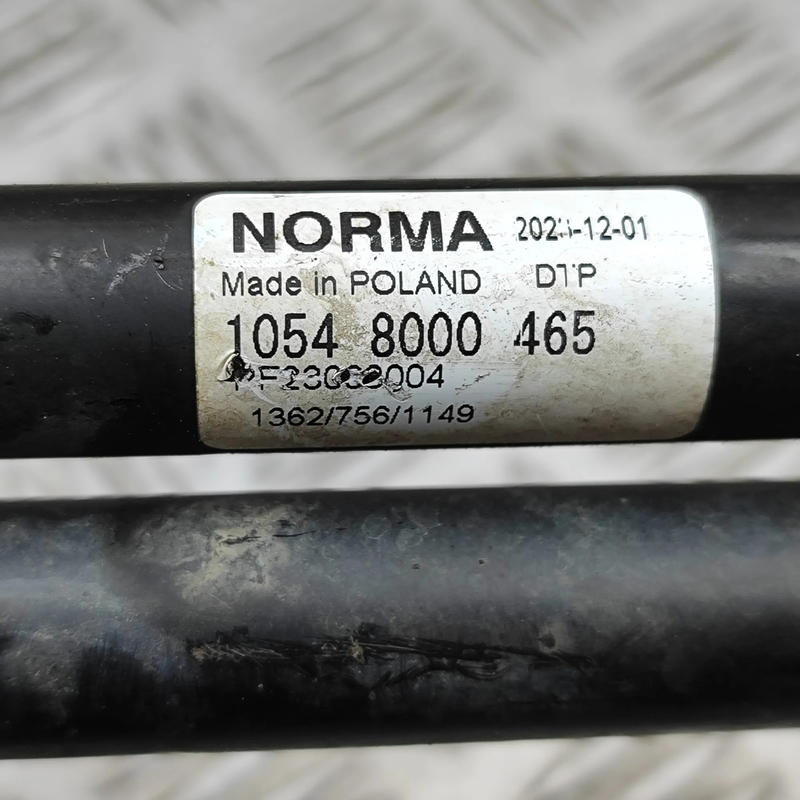 NORMA
Made in POLAND DTP
1054 8000 465
1362/756/1149